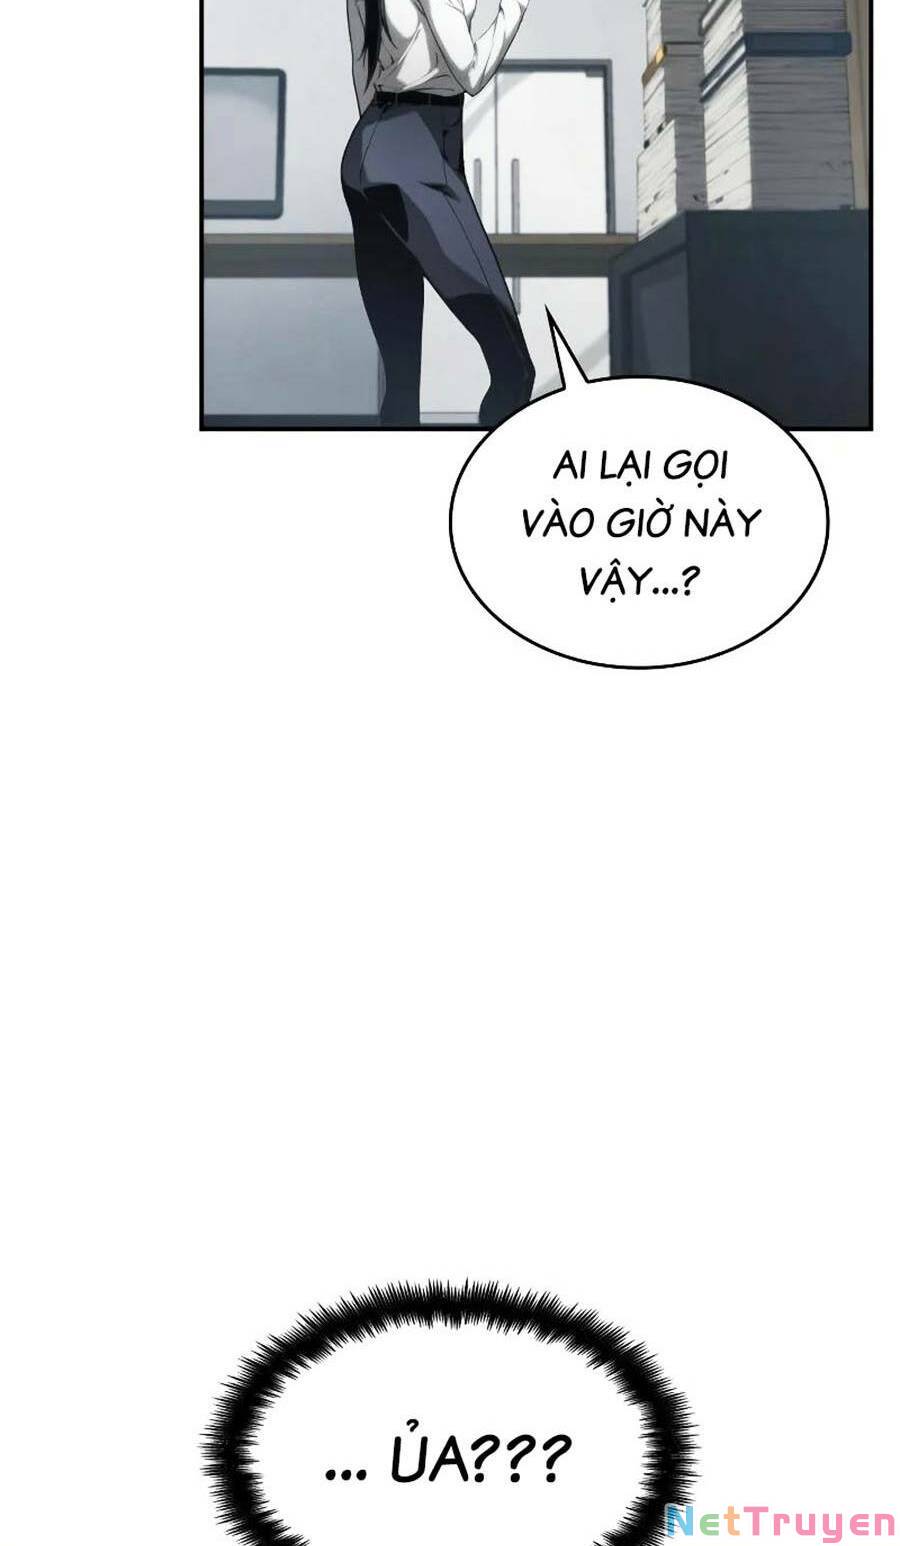 AI LẠI GỌI
VÀO GIỜ NÀY
VẬY...?
... ỦA???
NetTruyen